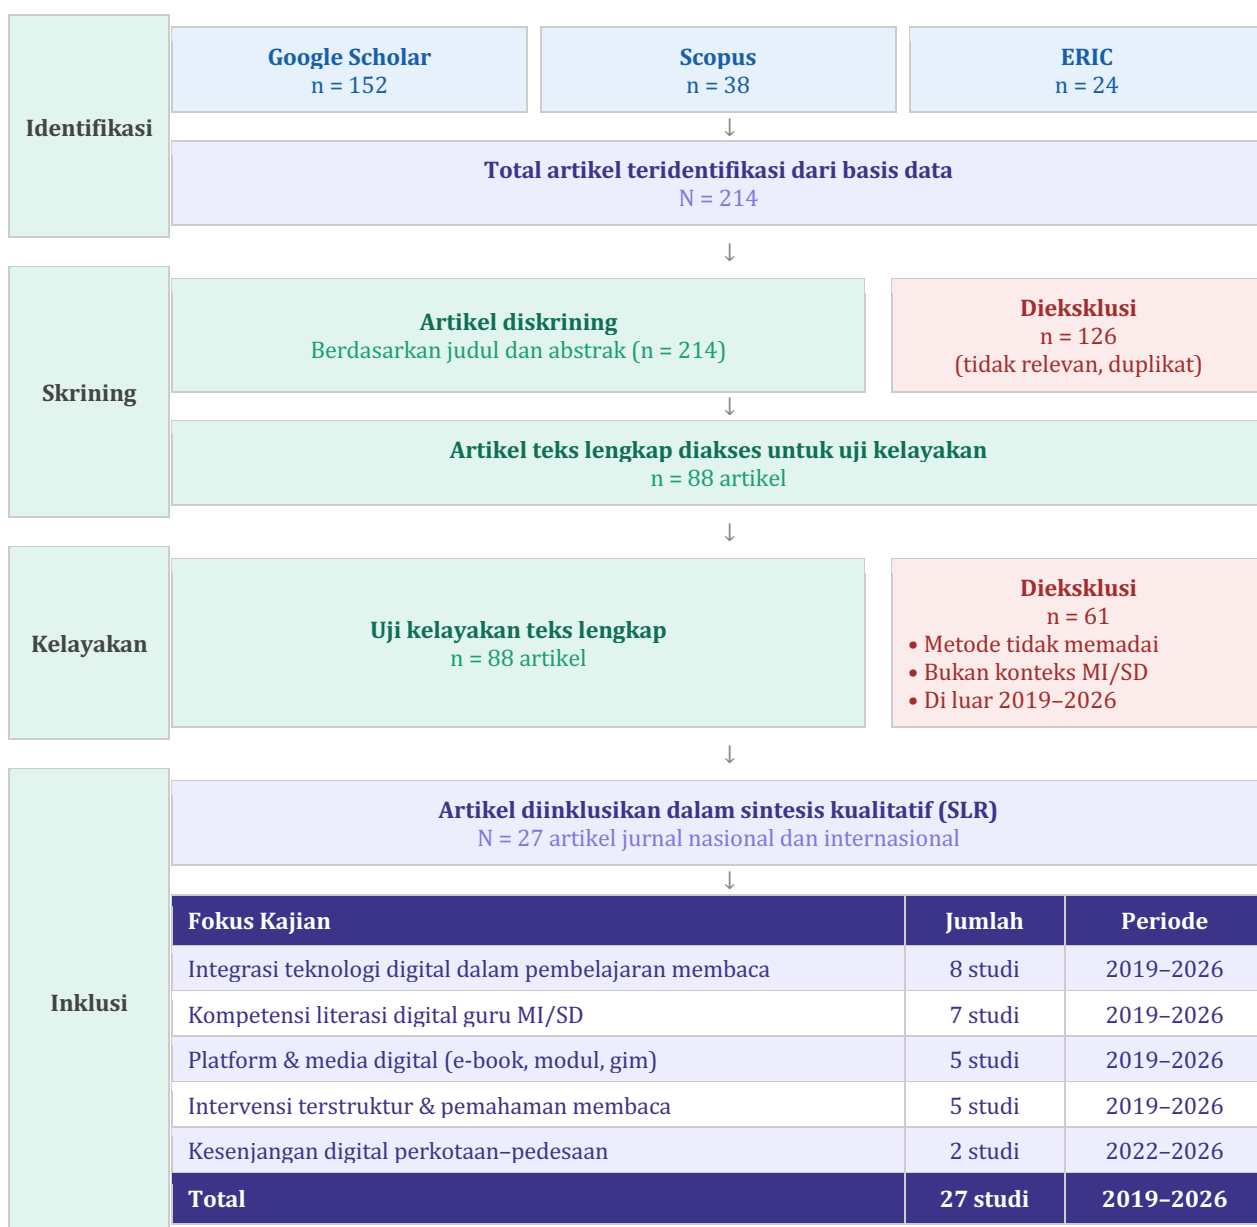 Identifikasi
Google Scholar
n = 152
Scopus
n = 38
ERIC
n = 24
↓
Total artikel teridentifikasi dari basis data
N = 214
↓
Skrining
Artikel diskrining
Berdasarkan judul dan abstrak (n = 214)
Dieksklusi
n = 126
(tidak relevan, duplikat)
↓
Artikel teks lengkap diakses untuk uji kelayakan
n = 88 artikel
↓
Kelayakan
Uji kelayakan teks lengkap
n = 88 artikel
Dieksklusi
n = 61
• Metode tidak memadai
• Bukan konteks MI/SD
• Di luar 2019–2026
↓
Inklusi
Artikel diinklusikan dalam sintesis kualitatif (SLR)
N = 27 artikel jurnal nasional dan internasional
↓
Fokus Kajian Jumlah Periode
Integrasi teknologi digital dalam pembelajaran membaca 8 studi 2019–2026
Kompetensi literasi digital guru MI/SD 7 studi 2019–2026
Platform & media digital (e-book, modul, gim) 5 studi 2019–2026
Intervensi terstruktur & pemahaman membaca 5 studi 2019–2026
Kesenjangan digital perkotaan–pedesaan 2 studi 2022–2026
Total 27 studi 2019–2026